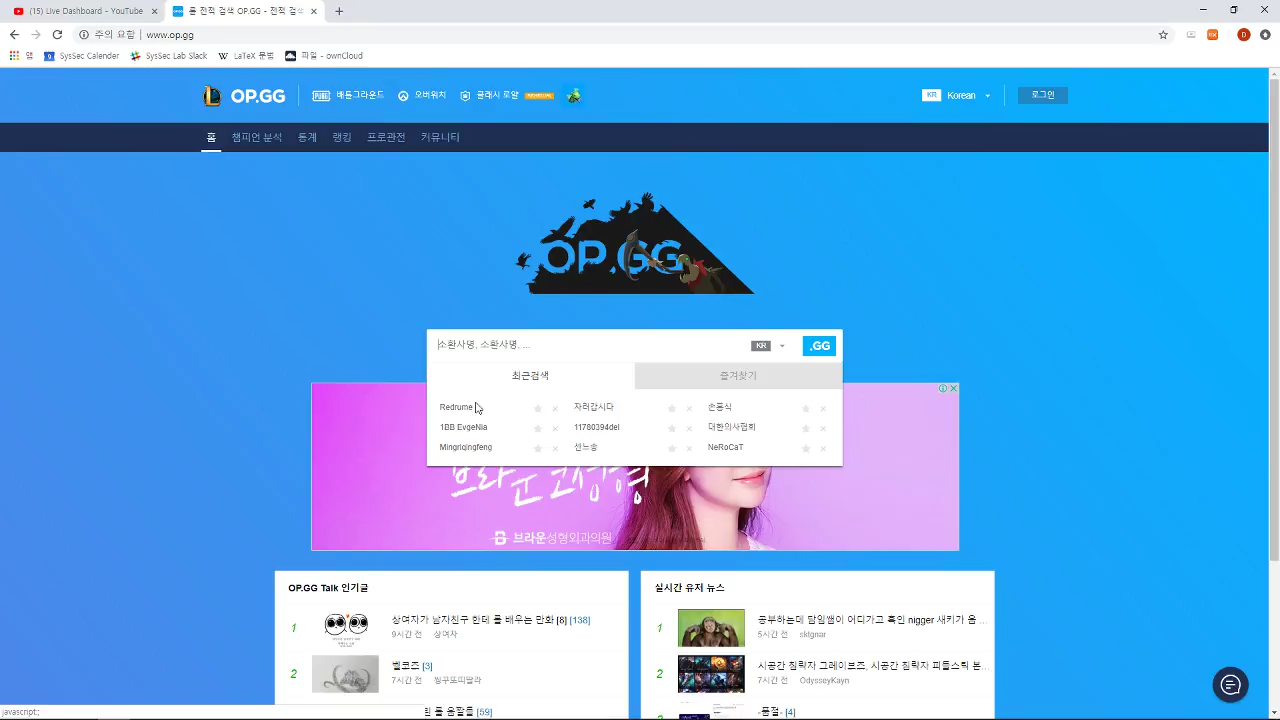 (15) Live Dashboard - YouTube
롤 전적 검색 OP.GG - 전적 검색
주의 요함 | www.op.gg
앱
SysSec Calender
SysSec Lab Slack
LaTeX 문법
파일 - ownCloud
OP.GG
배틀그라운드
오버워치
클래시 로얄
KR Korean
로그인
홈
챔피언 분석
통계
랭킹
프로관전
커뮤니티
OP.GG
소환사명, 소환사명, ...
KR
.GG
최근검색
즐겨찾기
Redrume
자러갑시다
손흥식
1BB EvgeNia
11780394del
대한의사협회
Mingriqingfeng
센느송
NeRoCaT
브라운성형외과의원
OP.GG Talk 인기글
실시간 유저 뉴스
1
상여자가 남자친구 한테 롤 배우는 만화 [8] [138]
9시간 전 상여자
1
공부하는데 담임쌤이 어디가고 흑인 nigger 새키가 옴 ...
5시간 전 sktgnar
2
벨코즈 [3]
7시간 전
2
시공간 침략자 그레이브즈, 시공간 침략자 피들스틱 본...
7시간 전 OdysseyKayn
[59]
-품절- [4]
javascript:;